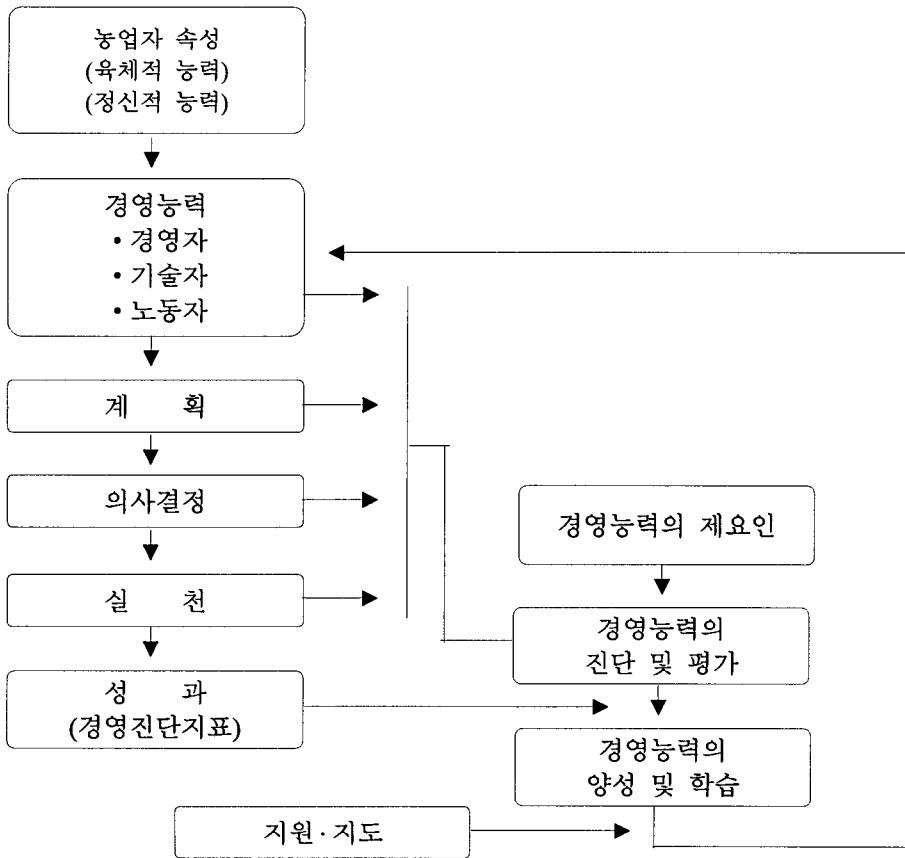 농업자 속성
(육체적 능력)
(정신적 능력)
경영능력
• 경영자
• 기술자
• 노동자
계 획
의사결정
실 천
성 과
(경영진단지표)
경영능력의 제요인
경영능력의
진단 및 평가
경영능력의
양성 및 학습
지원·지도